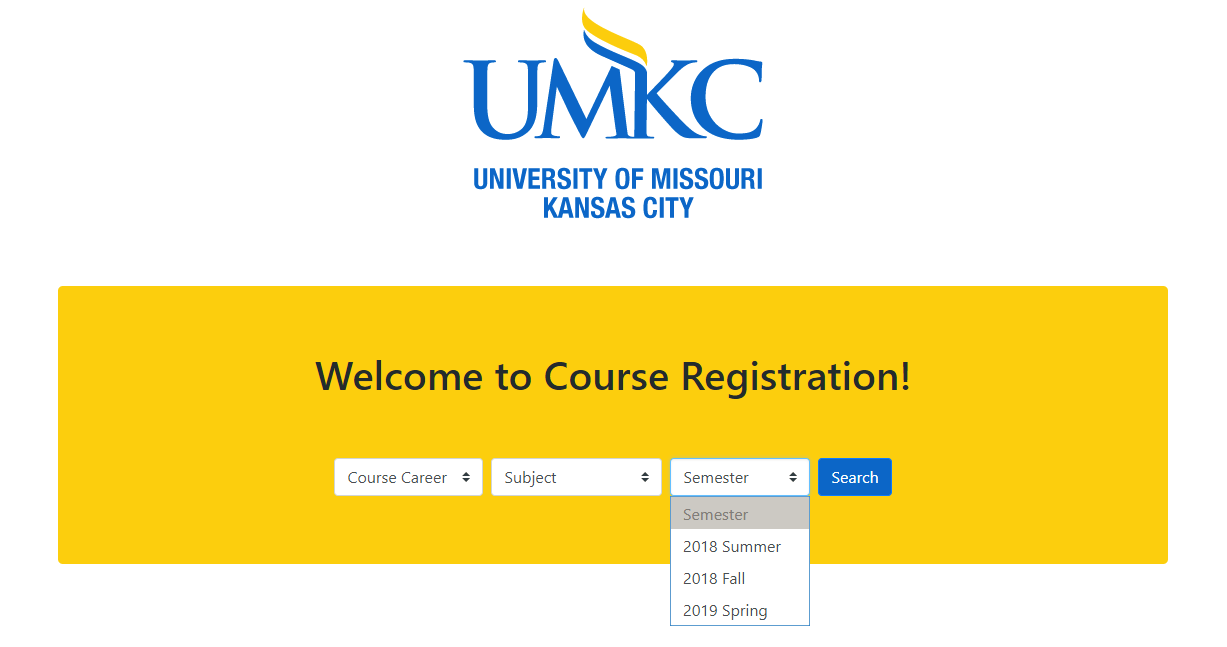 UMKC
UNIVERSITY OF MISSOURI
KANSAS CITY
Welcome to Course Registration!
Course Career Subject Semester Search
Semester
2018 Summer
2018 Fall
2019 Spring